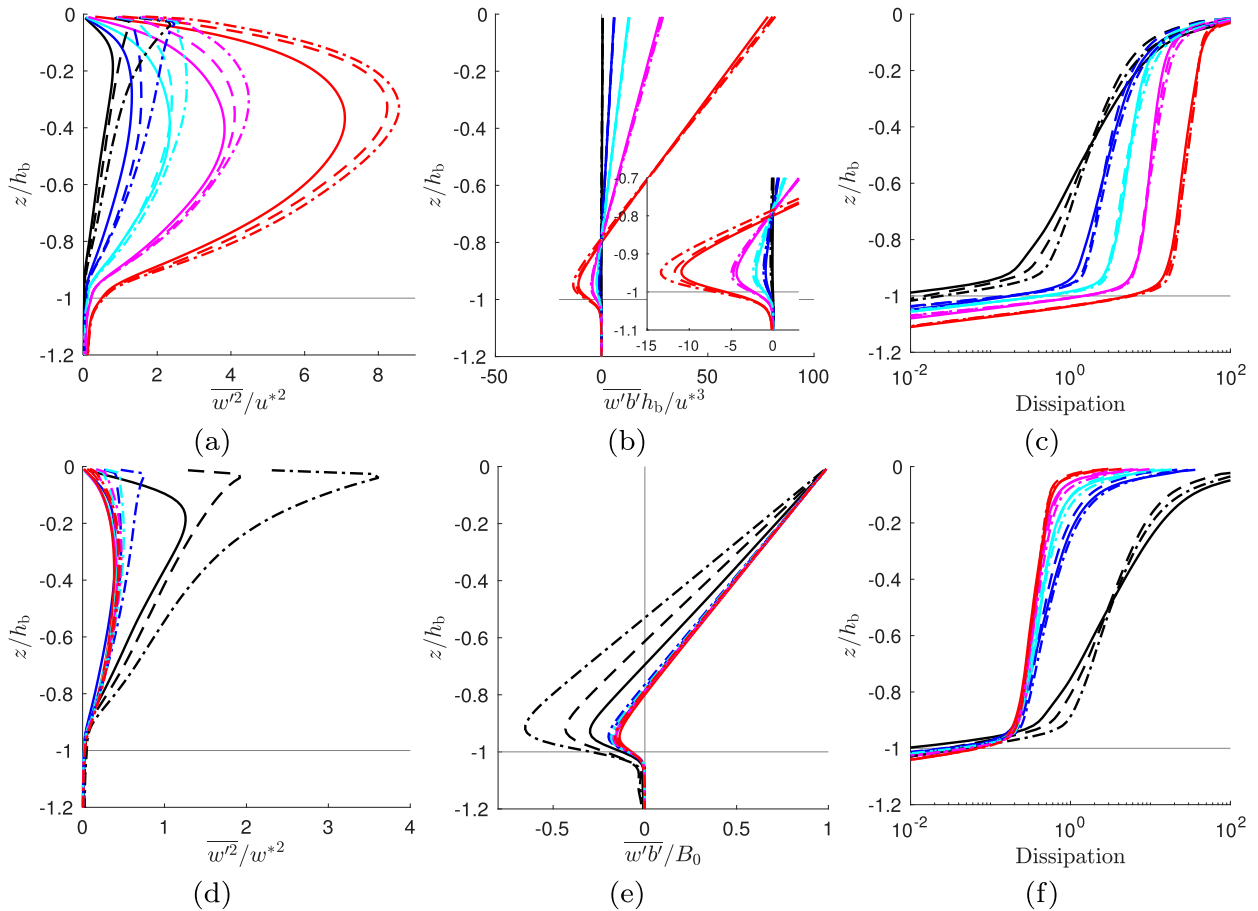 0
-0.2
-0.4
-0.6
-0.8
-1
-1.2
z/h_b
0 2 4 6 8
\overline{w'^2}/u^{*2}
(a)
0
-0.2
-0.4
-0.6
-0.8
-1
-1.2
z/h_b
-50 0 50 100
\overline{w'b'}h_b/u^{*3}
-0.7
-0.8
-0.9
-1
-1.1
-15 -10 -5 0
(b)
0
-0.2
-0.4
-0.6
-0.8
-1
-1.2
z/h_b
10^{-2} 10^0 10^2
Dissipation
(c)
0
-0.2
-0.4
-0.6
-0.8
-1
-1.2
z/h_b
0 1 2 3 4
\overline{w'^2}/w^{*2}
(d)
0
-0.2
-0.4
-0.6
-0.8
-1
-1.2
z/h_b
-0.5 0 0.5 1
\overline{w'b'}/B_0
(e)
0
-0.2
-0.4
-0.6
-0.8
-1
-1.2
z/h_b
10^{-2} 10^0 10^2
Dissipation
(f)